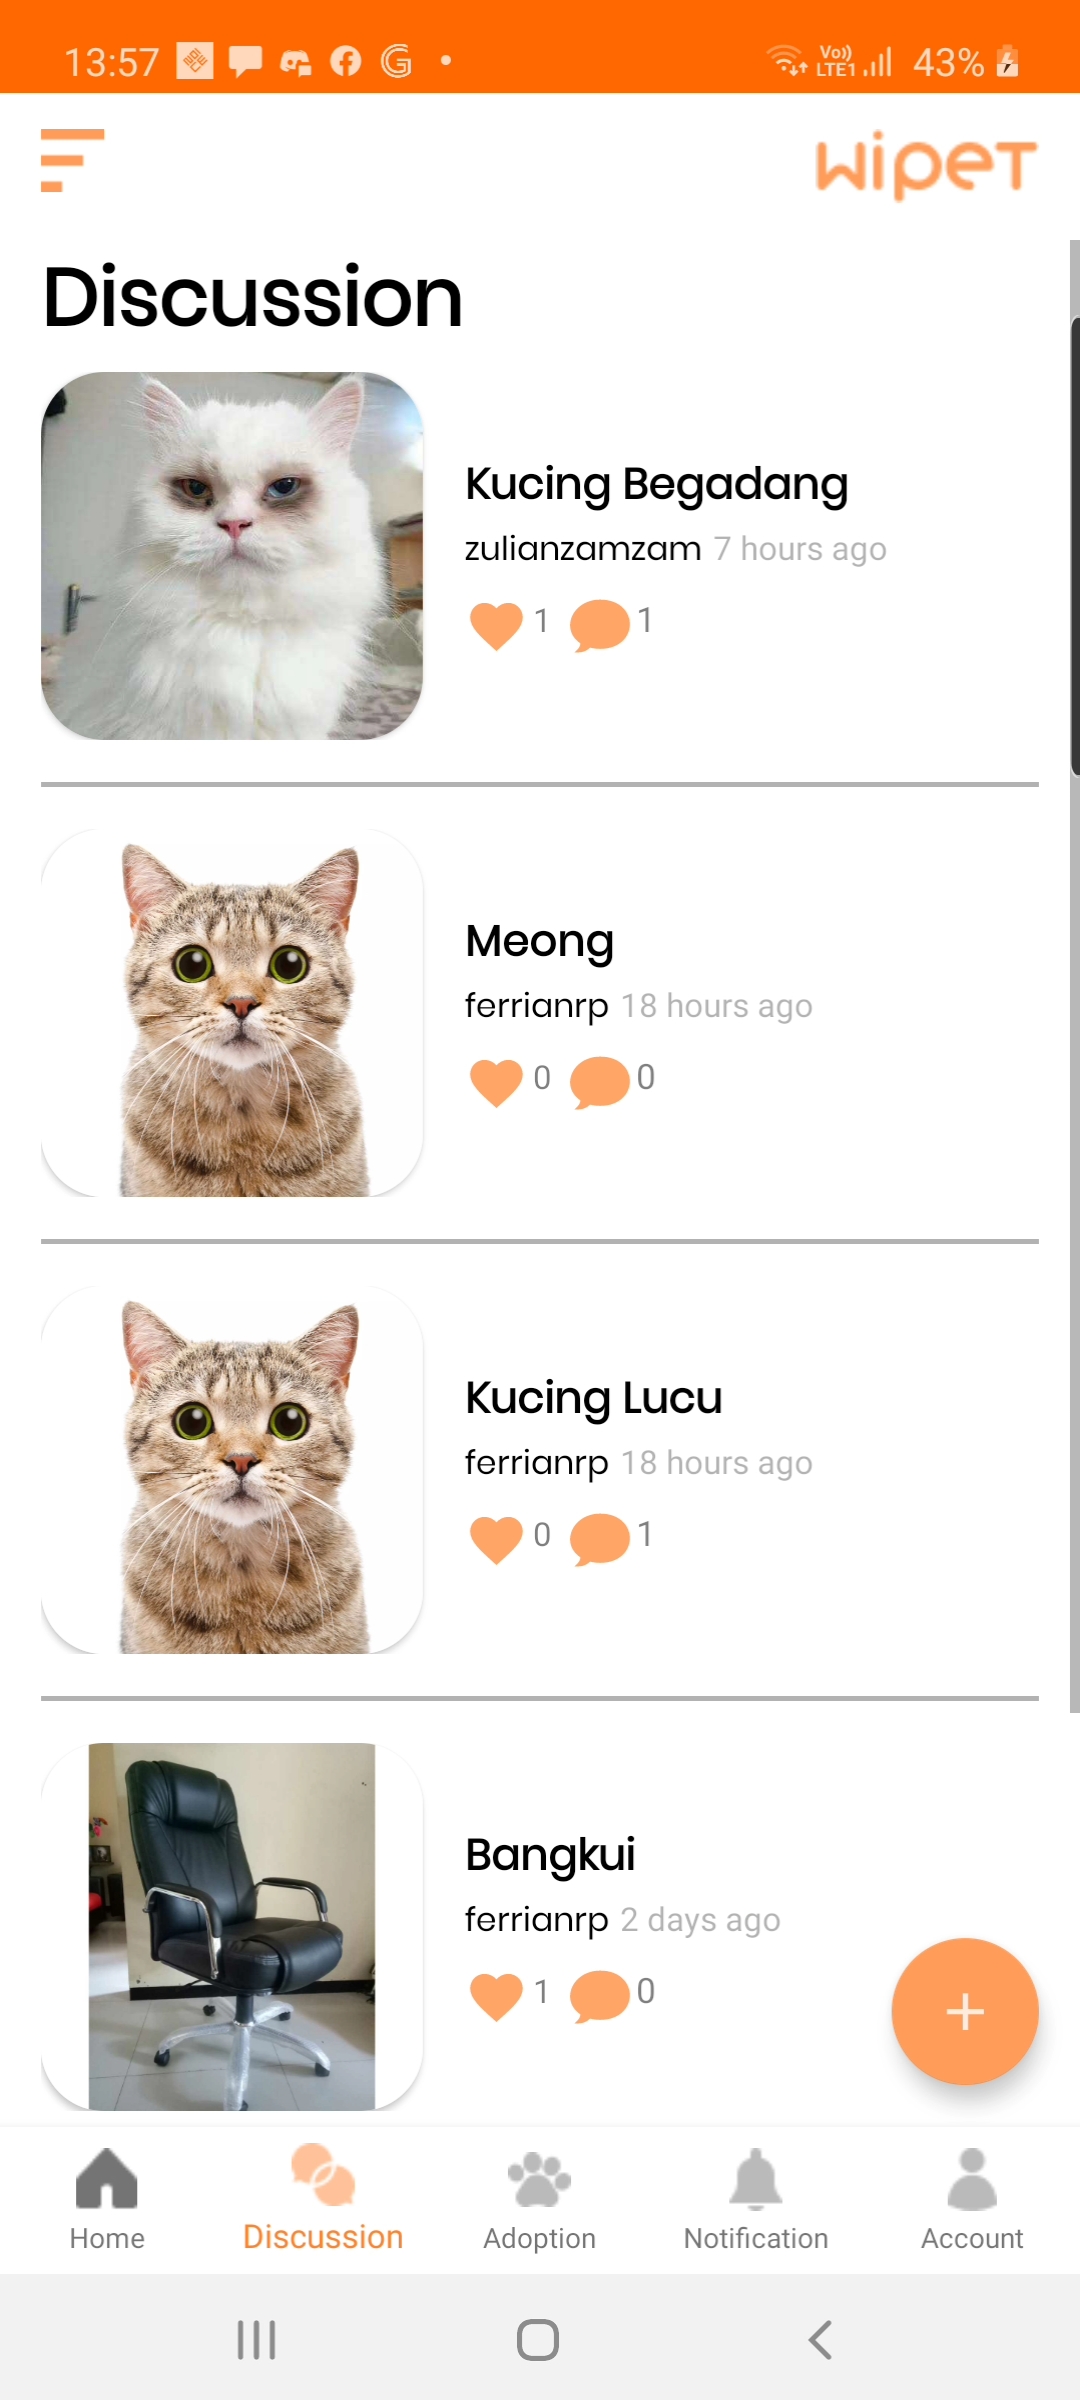 13:57
Vo)) LTE1 43%
wipet
Discussion
Kucing Begadang
zulianzamzam 7 hours ago
1 1
Meong
ferrianrp 18 hours ago
0 0
Kucing Lucu
ferrianrp 18 hours ago
0 1
Bangkui
ferrianrp 2 days ago
1 0
Home Discussion Adoption Notification Account